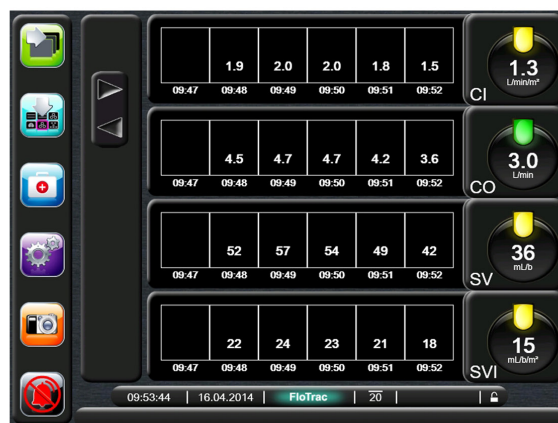 1.9 2.0 2.0 1.8 1.5
09:47 09:48 09:49 09:50 09:51 09:52
CI
1.3
L/min/m²
4.5 4.7 4.7 4.2 3.6
09:47 09:48 09:49 09:50 09:51 09:52
CO
3.0
L/min
52 57 54 49 42
09:47 09:48 09:49 09:50 09:51 09:52
SV
36
mL/b
22 24 23 21 18
09:47 09:48 09:49 09:50 09:51 09:52
SVI
15
mL/b/m²
09:53:44 | 16.04.2014 | FloTrac | 20 |